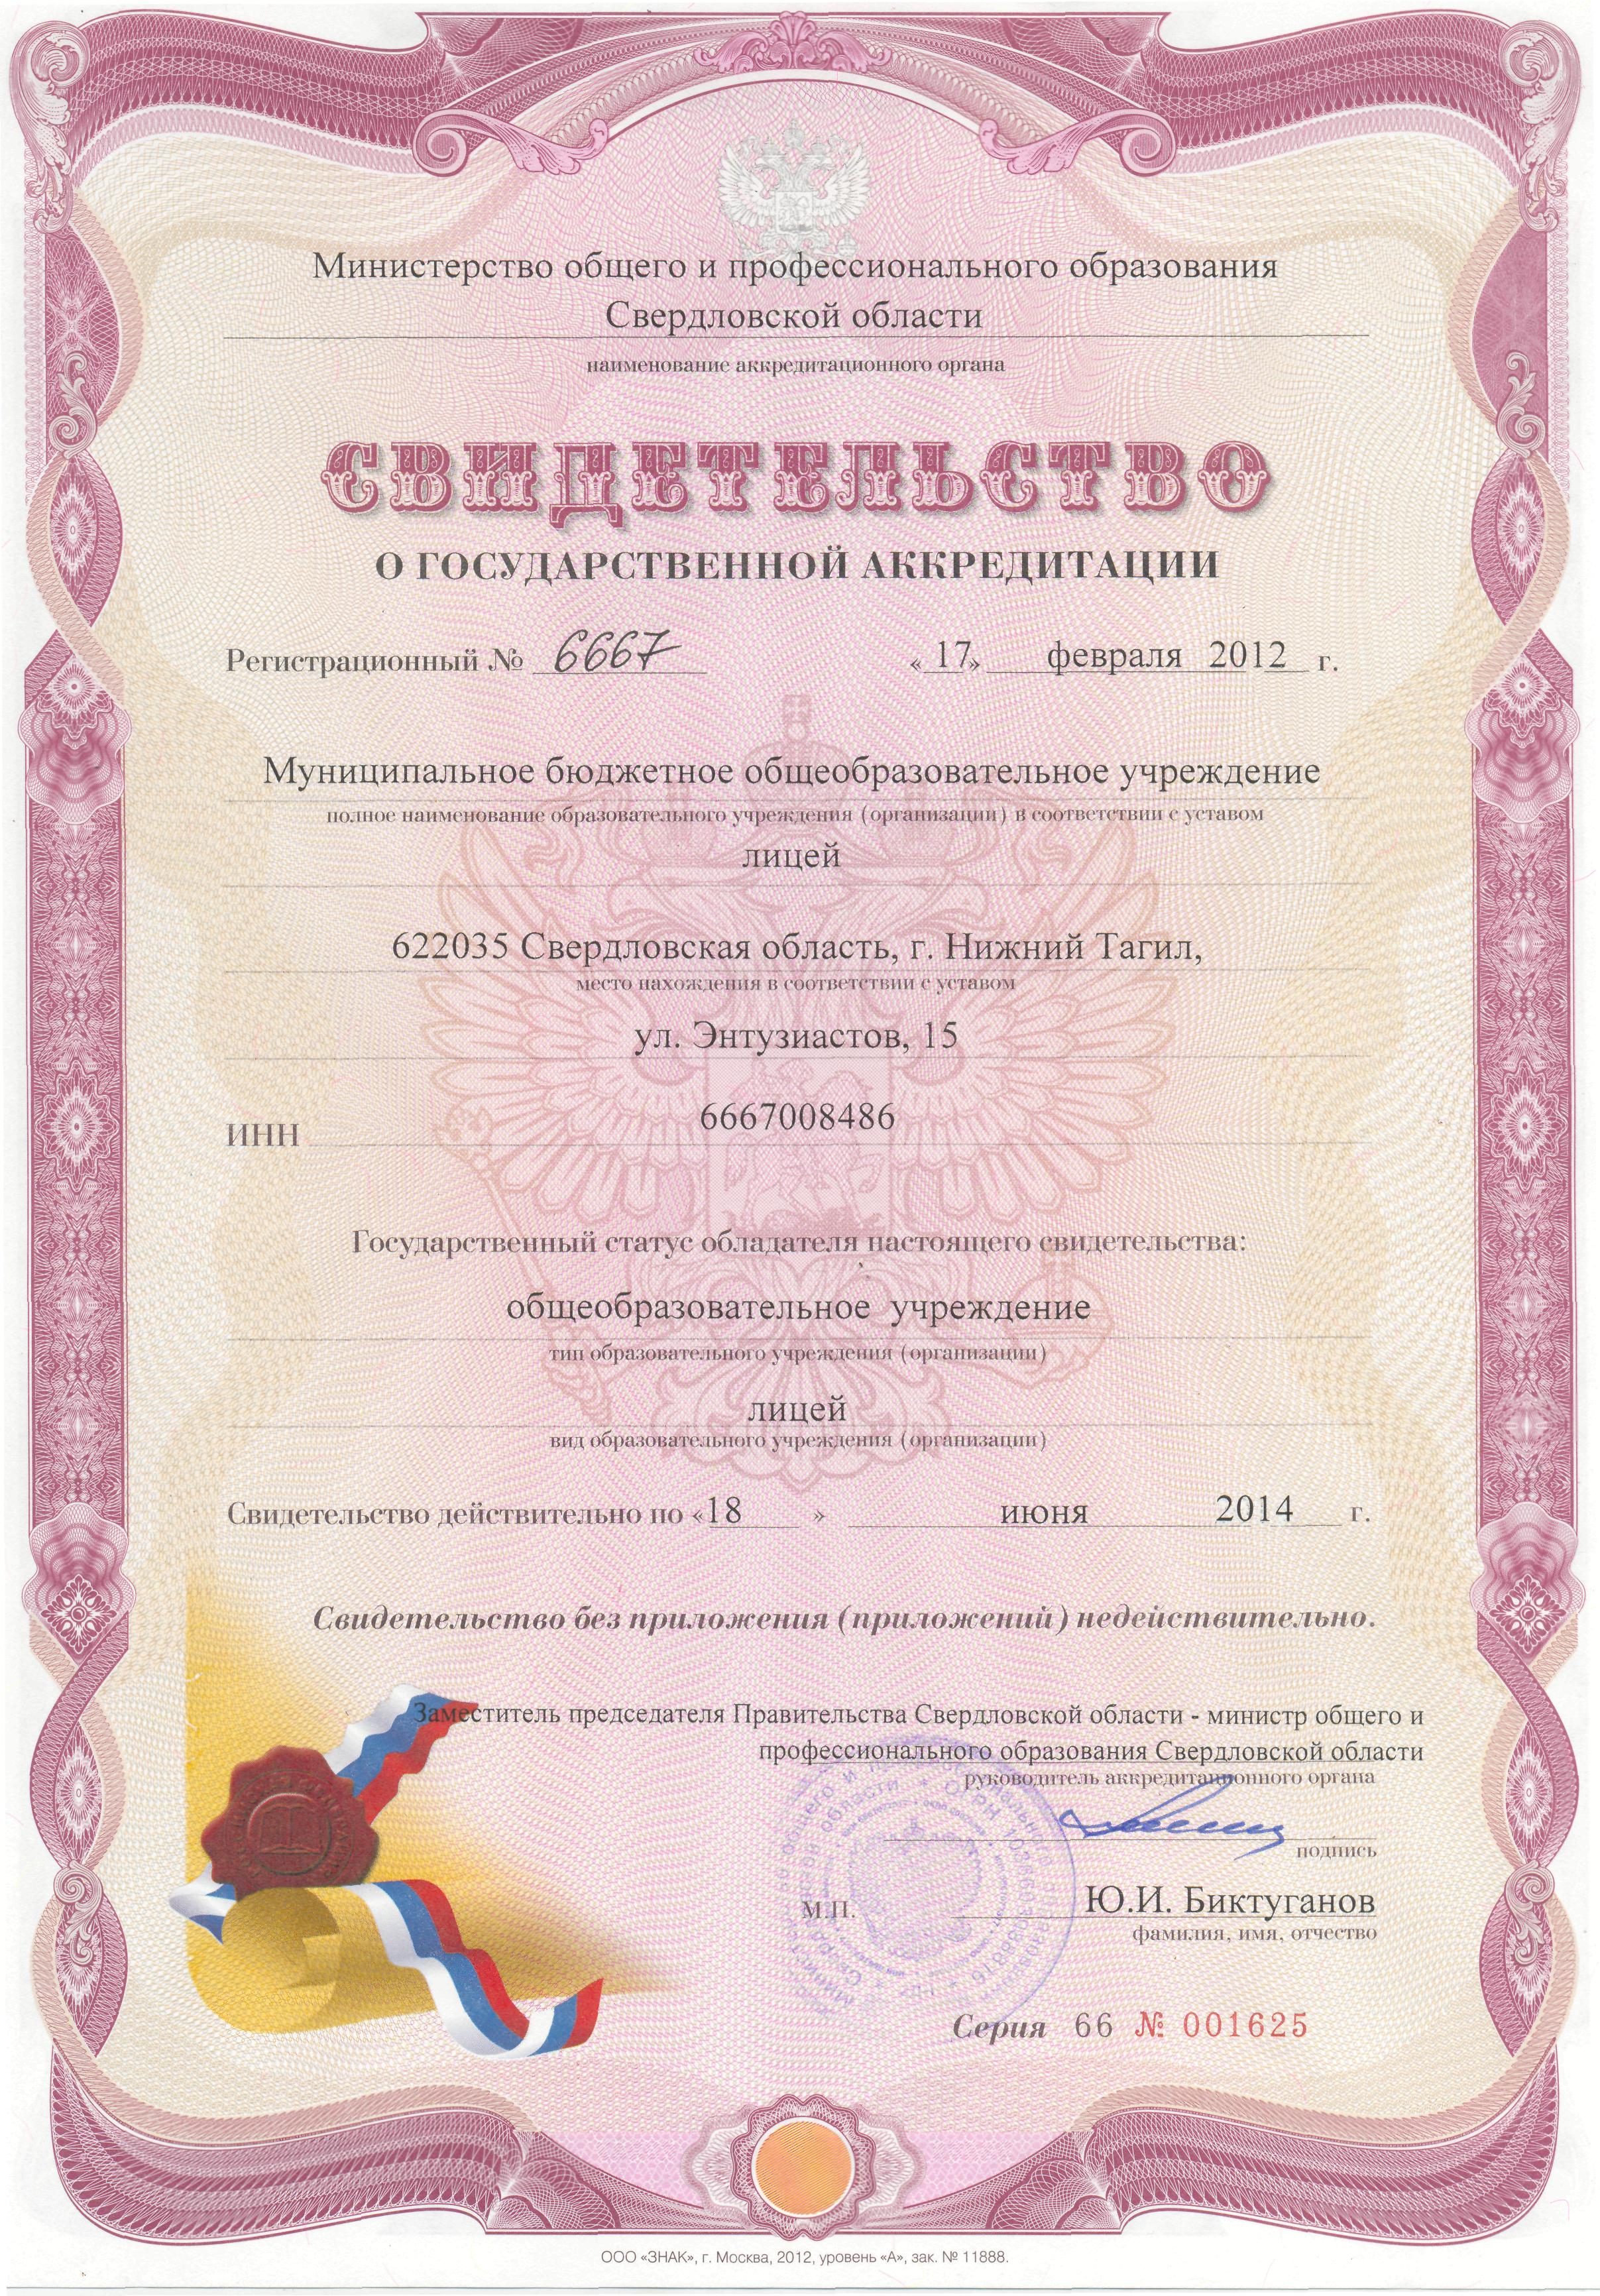 Министерство общего и профессионального образования
Свердловской области
наименование аккредитационного органа
СВИДЕТЕЛЬСТВО
О ГОСУДАРСТВЕННОЙ АККРЕДИТАЦИИ
Регистрационный № 6667 « 17» февраля 2012 г.
Муниципальное бюджетное общеобразовательное учреждение
полное наименование образовательного учреждения (организации) в соответствии с уставом
лицей
622035 Свердловская область, г. Нижний Тагил,
место нахождения в соответствии с уставом
ул. Энтузиастов, 15
ИНН 6667008486
Государственный статус обладателя настоящего свидетельства:
общеобразовательное учреждение
тип образовательного учреждения (организации)
лицей
вид образовательного учреждения (организации)
Свидетельство действительно по «18 » июня 2014 г.
Свидетельство без приложения (приложений) недействительно.
Заместитель председателя Правительства Свердловской области - министр общего и
профессионального образования Свердловской области
руководитель аккредитационного органа
подпись
М.П.
Ю.И. Биктуганов
фамилия, имя, отчество
Серия 66 № 001625
ООО «ЗНАК», г. Москва, 2012, уровень «А», зак. № 11888.